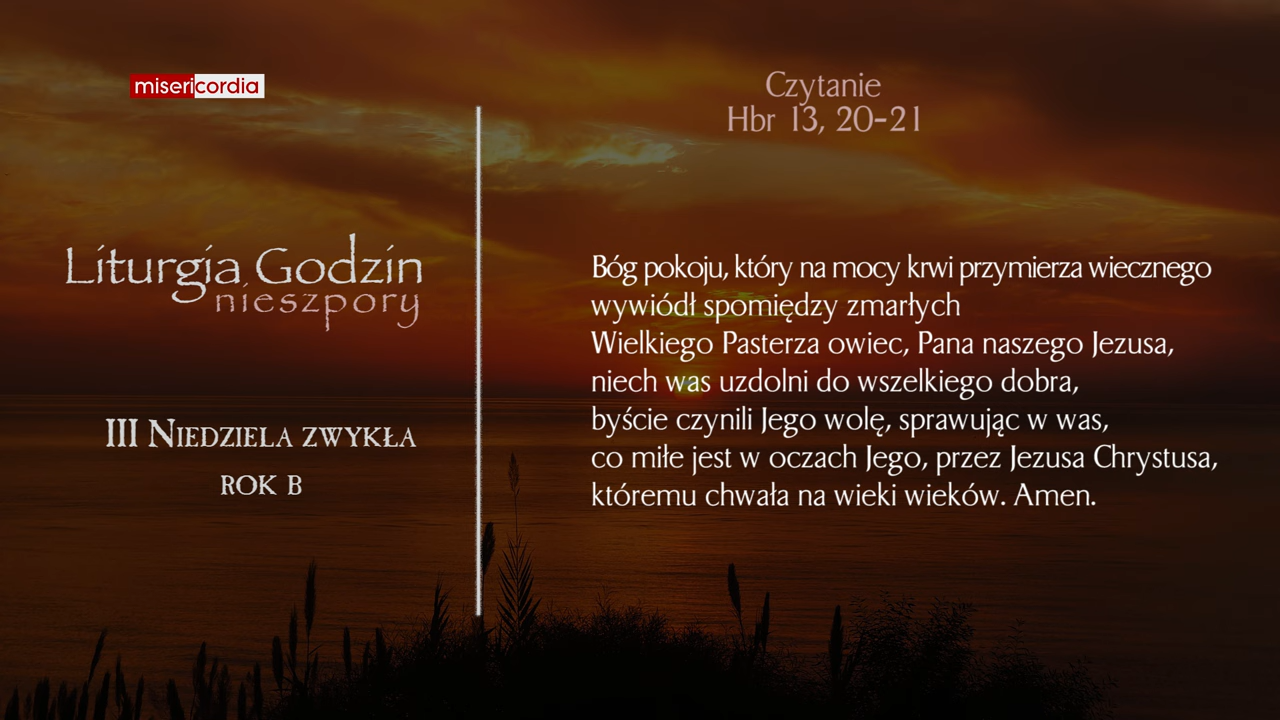 misericordia
Liturgia Godzin
nieszpory
III Niedziela zwykła
rok B
Czytanie
Hbr 13, 20-21
Bóg pokoju, który na mocy krwi przymierza wiecznego
wywiódł spomiędzy zmarłych
Wielkiego Pasterza owiec, Pana naszego Jezusa,
niech was uzdolni do wszelkiego dobra,
byście czynili Jego wolę, sprawując w was,
co miłe jest w oczach Jego, przez Jezusa Chrystusa,
któremu chwała na wieki wieków. Amen.